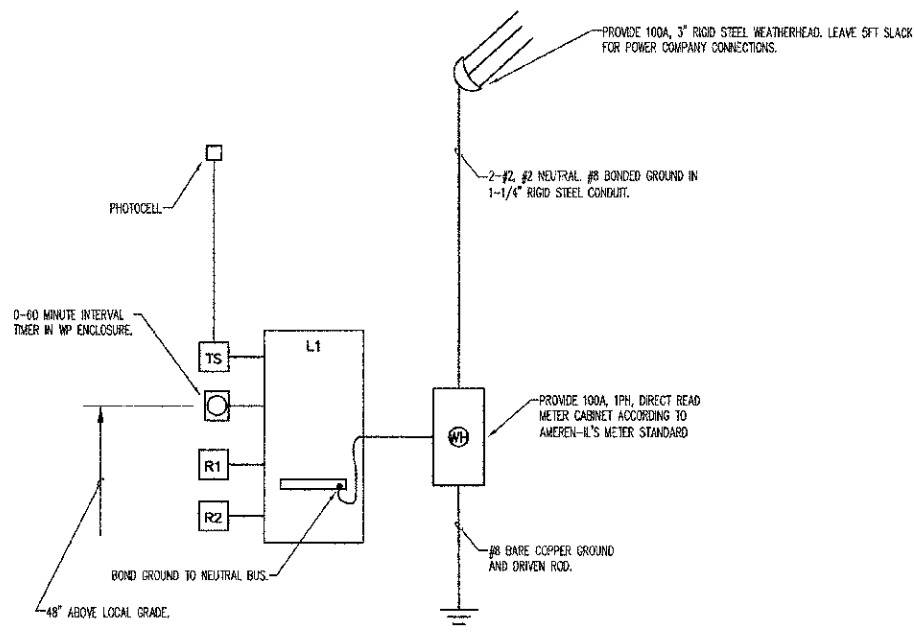 PROVIDE 100A, 3" RIGID STEEL WEATHERHEAD. LEAVE 5FT SLACK
FOR POWER COMPANY CONNECTIONS.
2-#2, #2 NEUTRAL. #8 BONDED GROUND IN
1-1/4" RIGID STEEL CONDUIT.
PHOTOCELL
0-60 MINUTE INTERVAL
TIMER IN WP ENCLOSURE.
L1
TS
PROVIDE 100A, 1PH, DIRECT READ
METER CABINET ACCORDING TO
AMEREN-IL'S METER STANDARD
WH
R1
R2
#8 BARE COPPER GROUND
AND DRIVEN ROD.
BOND GROUND TO NEUTRAL BUS.
48" ABOVE LOCAL GRADE.